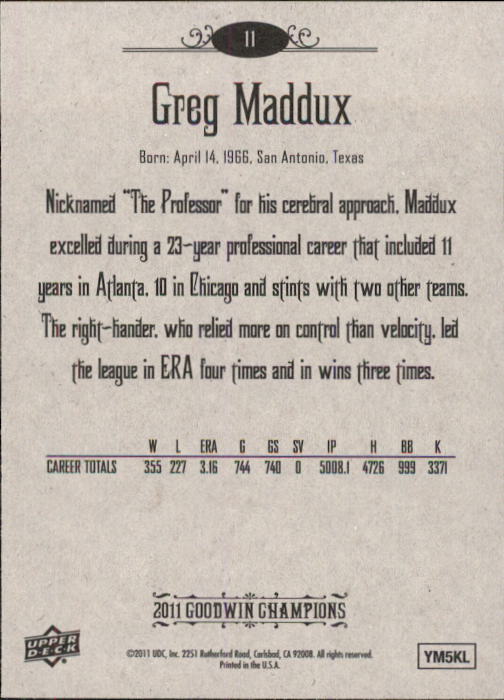 11
Greg Maddux
Born: April 14, 1966, San Antonio, Texas
Nicknamed "The Professor" for his cerebral approach, Maddux
excelled during a 23-year professional career that included 11
years in Atlanta, 10 in Chicago and stints with two other teams.
The right-hander, who relied more on control than velocity, led
the league in ERA four times and in wins three times.
W L ERA G GS SV IP H BB K
CAREER TOTALS 355 227 3.16 744 740 0 5008.1 4726 999 3371
2011 GOODWIN CHAMPIONS
UPPER
D·E·C·K
©2011 UDC, Inc. 2251 Rutherford Road, Carlsbad, CA 92008. All rights reserved.
Printed in the U.S.A.
YM5KL